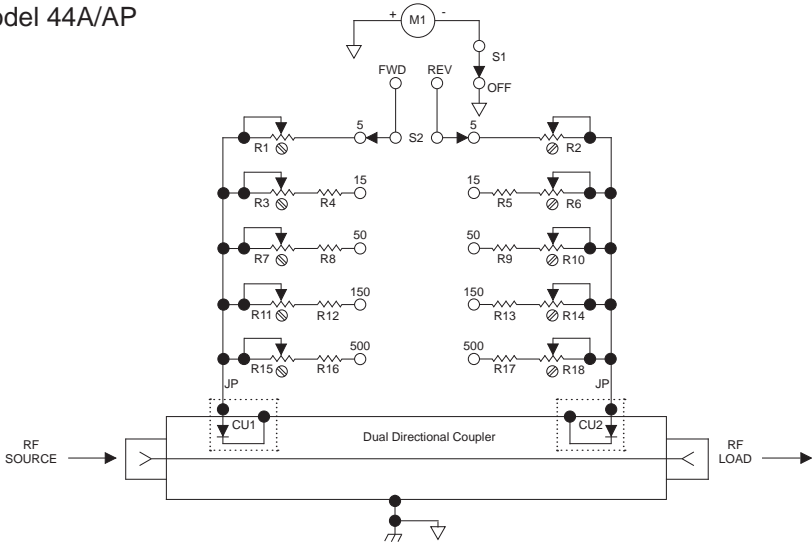 odel 44A/AP
+ M1 -
S1
FWD REV
OFF
5 S2 5
R1 R2
15 15
R3 R4 R5 R6
50 50
R7 R8 R9 R10
150 150
R11 R12 R13 R14
500 500
R15 R16 R17 R18
JP JP
CU1 CU2
Dual Directional Coupler
RF
SOURCE
RF
LOAD